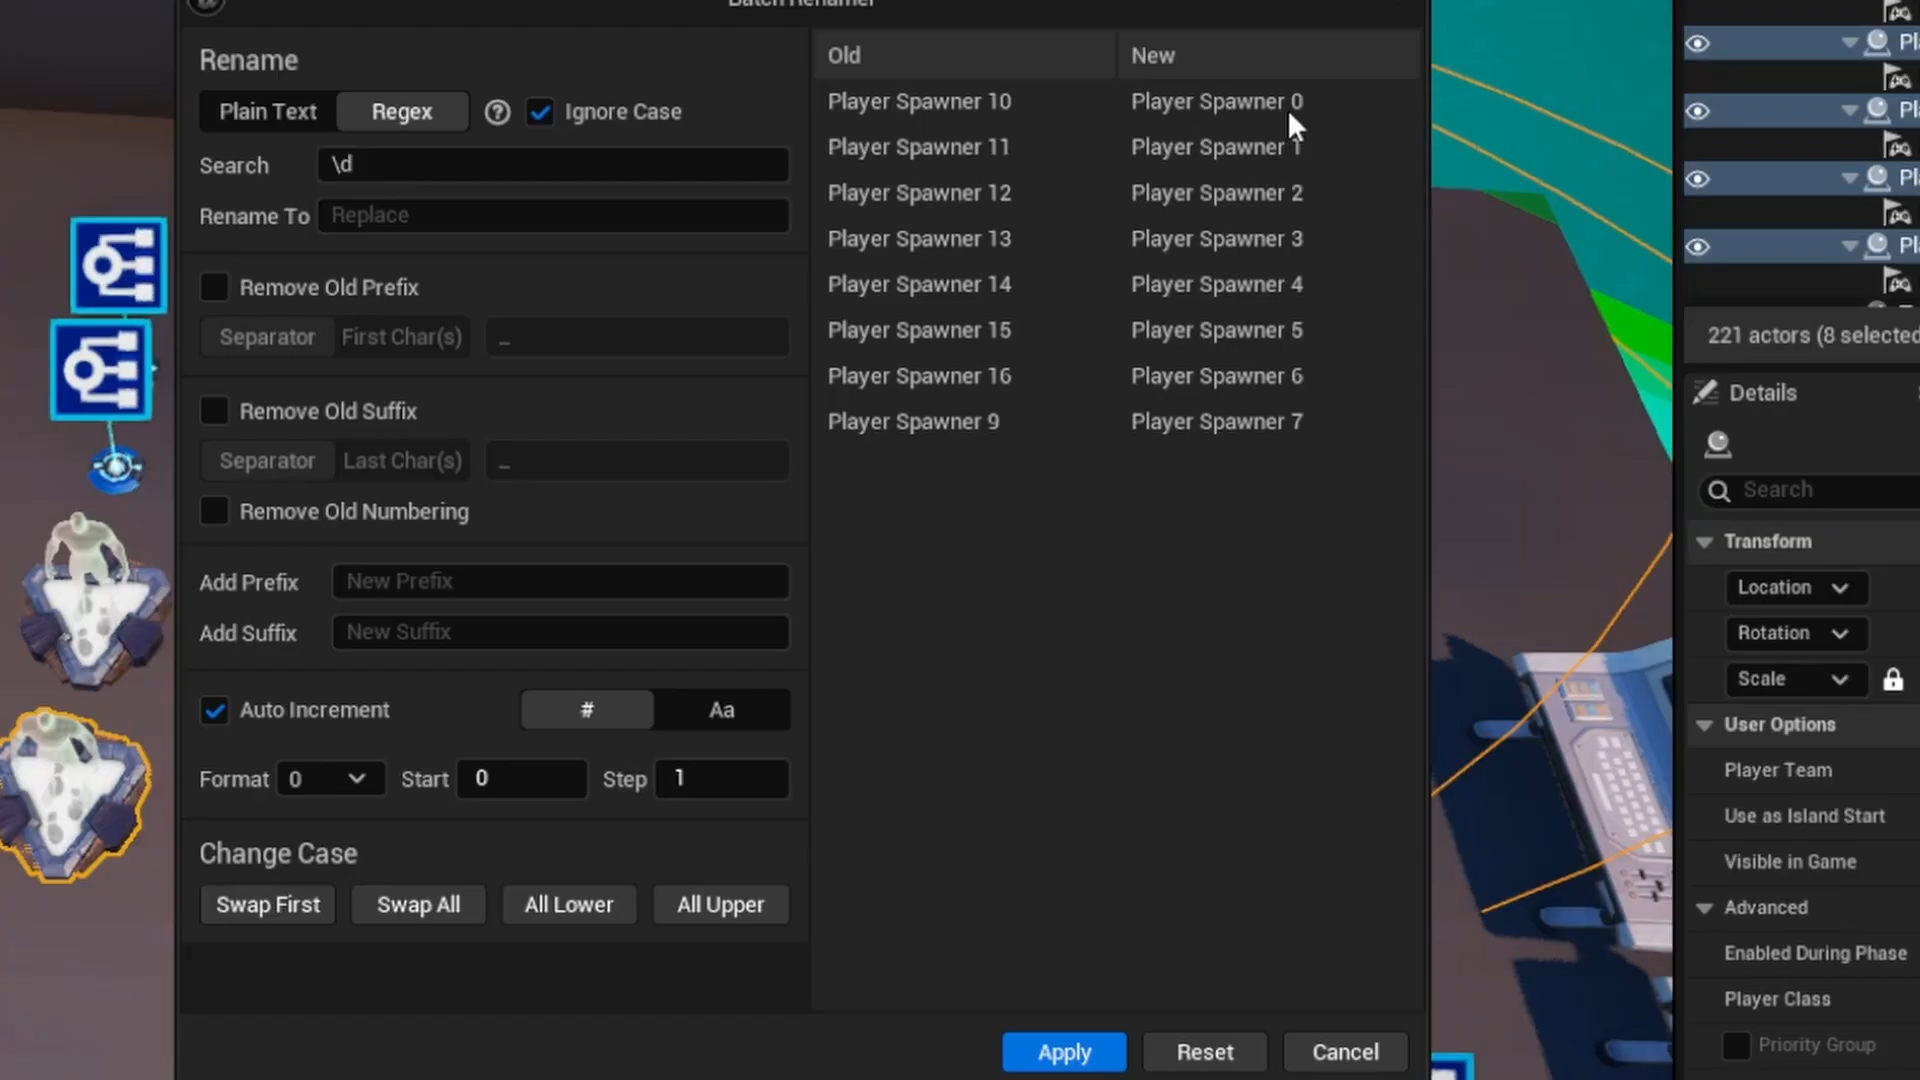 Batch Renamer
Rename
Plain Text Regex ? Ignore Case
Search \d
Rename To Replace
Remove Old Prefix
Separator First Char(s) _
Remove Old Suffix
Separator Last Char(s) _
Remove Old Numbering
Add Prefix New Prefix
Add Suffix New Suffix
Auto Increment # Aa
Format 0 Start 0 Step 1
Change Case
Swap First Swap All All Lower All Upper
Old New
Player Spawner 10 Player Spawner 0
Player Spawner 11 Player Spawner 1
Player Spawner 12 Player Spawner 2
Player Spawner 13 Player Spawner 3
Player Spawner 14 Player Spawner 4
Player Spawner 15 Player Spawner 5
Player Spawner 16 Player Spawner 6
Player Spawner 9 Player Spawner 7
Apply Reset Cancel
Pl
Pl
Pl
Pl
221 actors (8 selected
Details
Search
Transform
Location
Rotation
Scale
User Options
Player Team
Use as Island Start
Visible in Game
Advanced
Enabled During Phase
Player Class
Priority Group